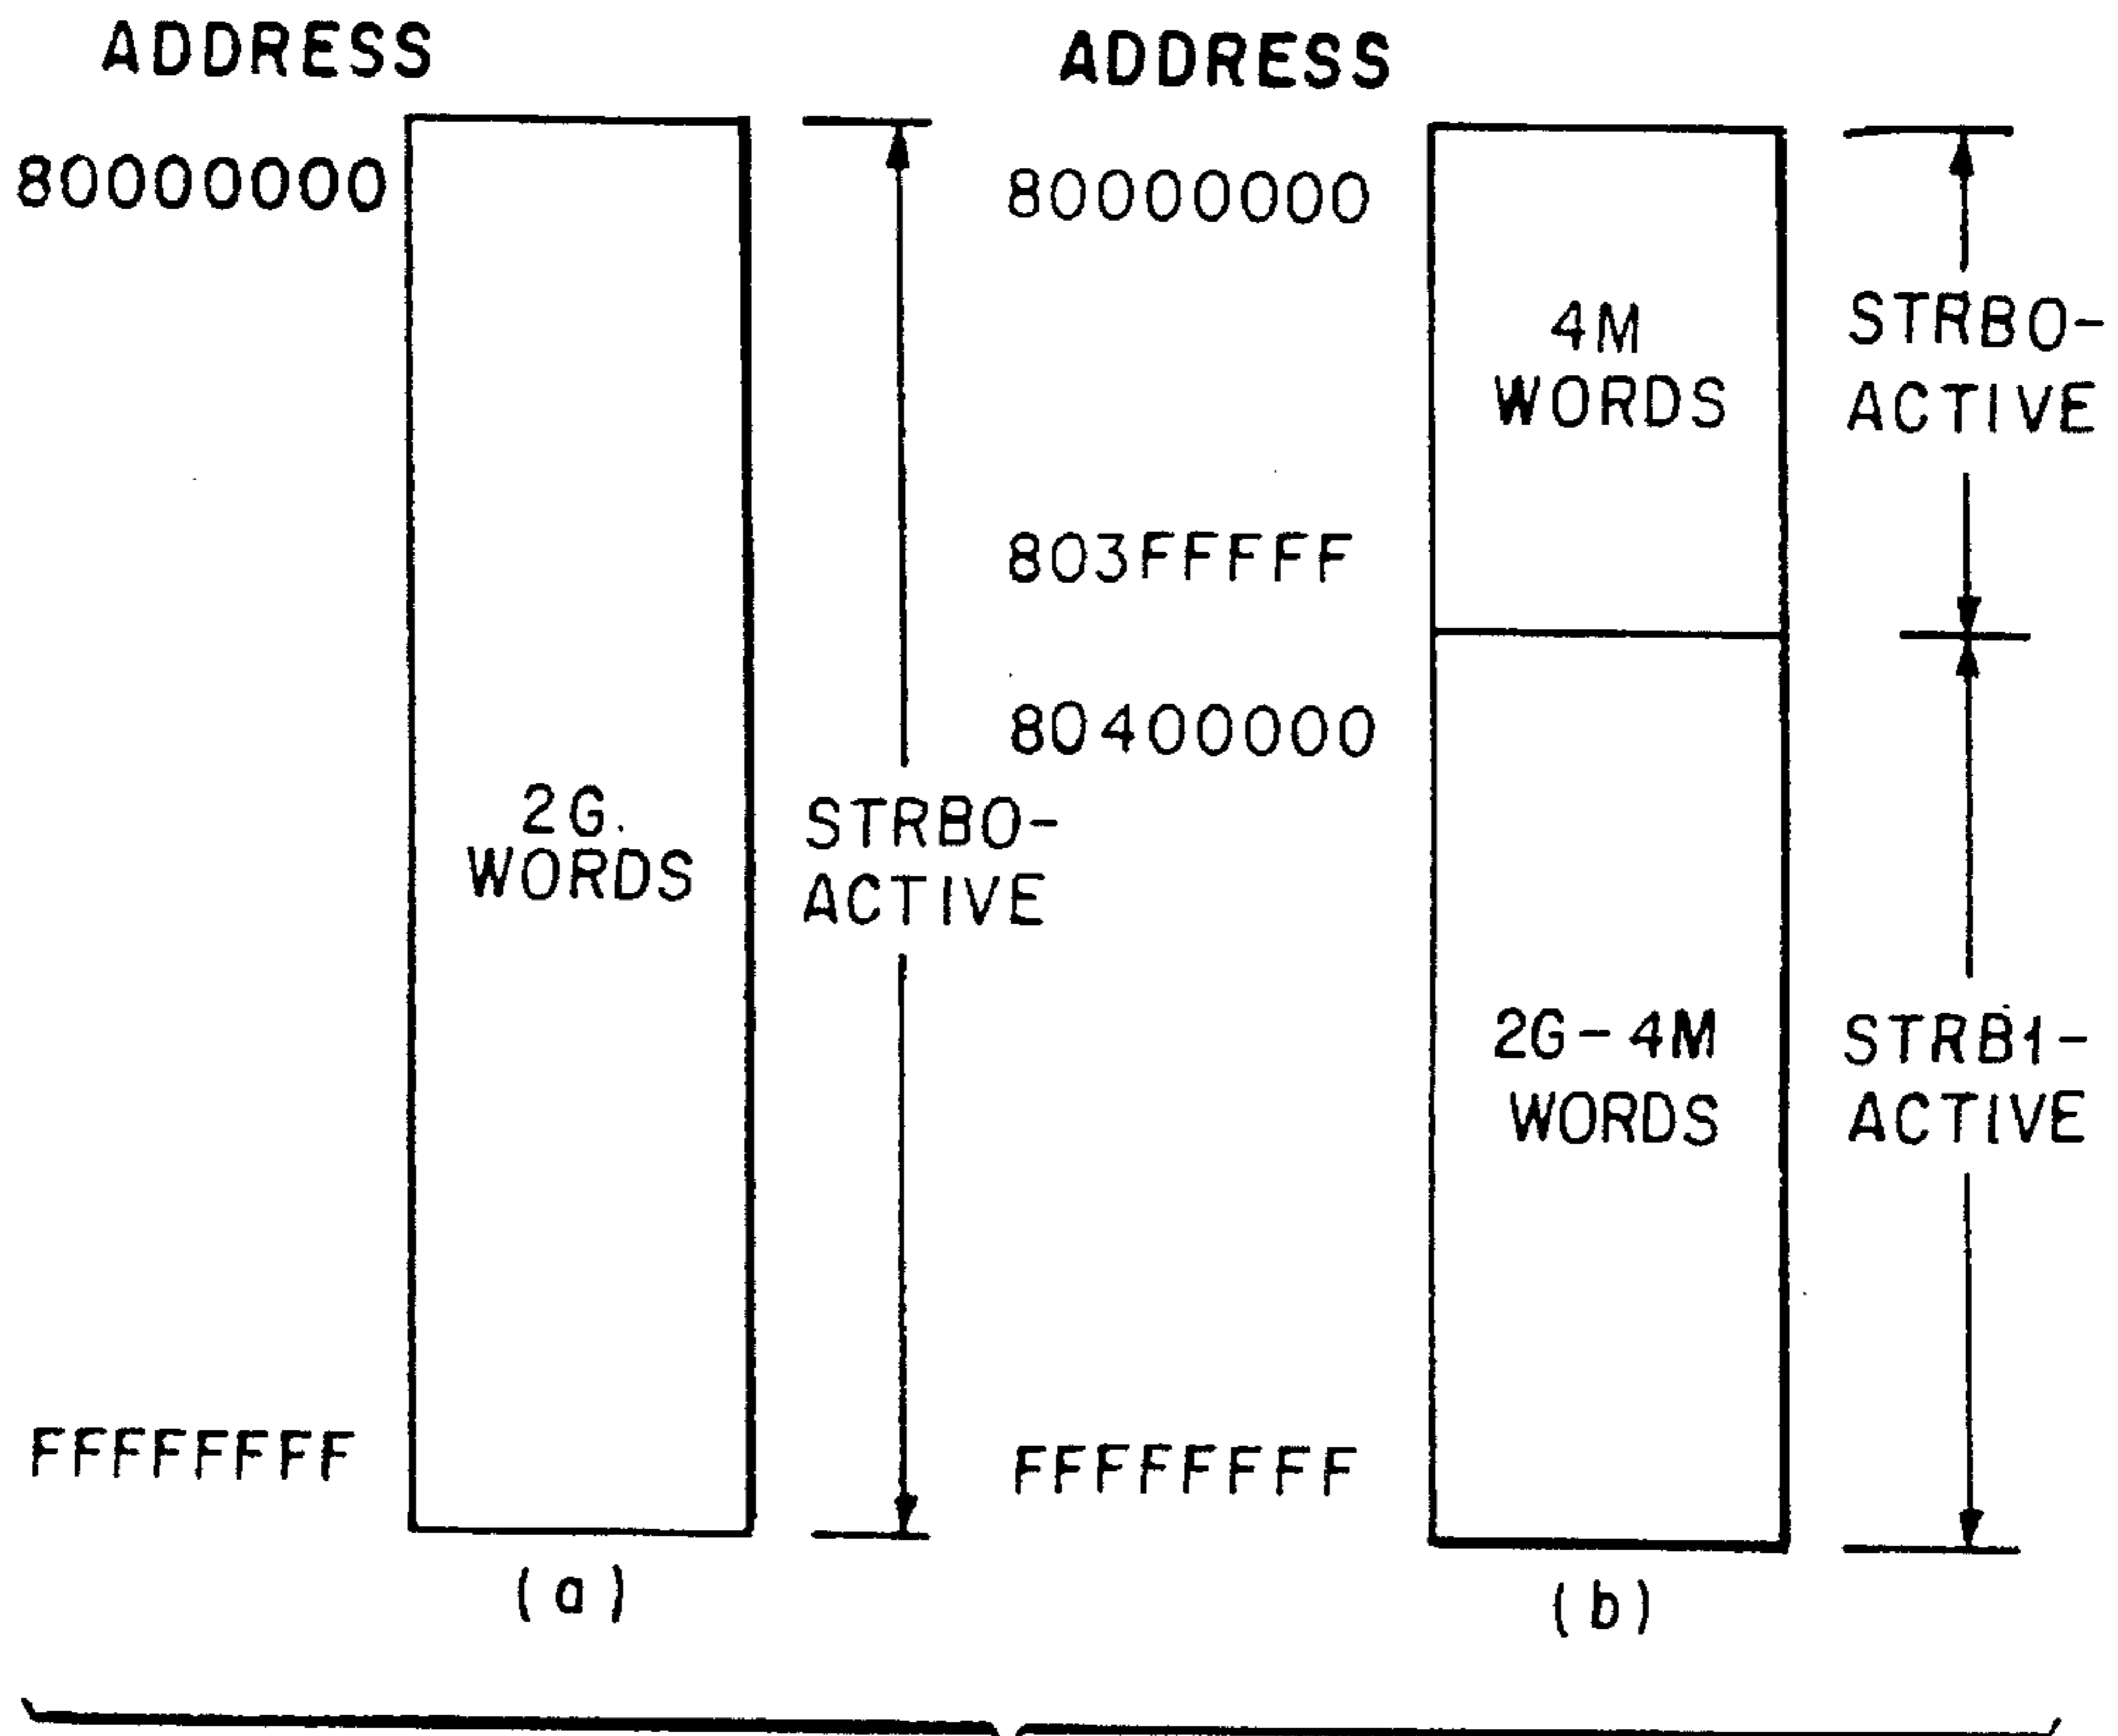 ADDRESS
80000000
2G.
WORDS
STRB0-
ACTIVE
FFFFFFFF
(a)
ADDRESS
80000000
4M
WORDS
STRB0-
ACTIVE
803FFFFF
80400000
2G-4M
WORDS
STRB1-
ACTIVE
FFFFFFFF
(b)